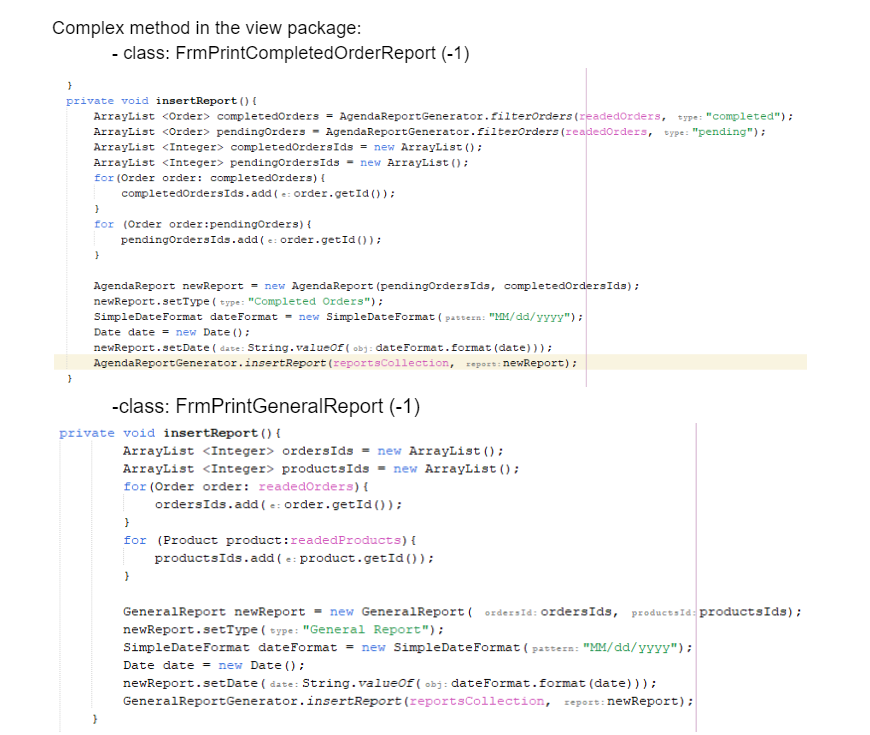 Complex method in the view package:
- class: FrmPrintCompletedOrderReport (-1)
}
private void insertReport(){
ArrayList <Order> completedOrders = AgendaReportGenerator.filterOrders(readedOrders, type: "completed");
ArrayList <Order> pendingOrders = AgendaReportGenerator.filterOrders(readedOrders, type: "pending");
ArrayList <Integer> completedOrdersIds = new ArrayList();
ArrayList <Integer> pendingOrdersIds = new ArrayList();
for(Order order: completedOrders){
completedOrdersIds.add( e: order.getId());
}
for (Order order:pendingOrders){
pendingOrdersIds.add( e: order.getId());
}
AgendaReport newReport = new AgendaReport(pendingOrdersIds, completedOrdersIds);
newReport.setType( type: "Completed Orders");
SimpleDateFormat dateFormat = new SimpleDateFormat( pattern: "MM/dd/yyyy");
Date date = new Date();
newReport.setDate( date: String.valueOf( obj: dateFormat.format(date)));
AgendaReportGenerator.insertReport(reportsCollection, report: newReport);
}
-class: FrmPrintGeneralReport (-1)
private void insertReport(){
ArrayList <Integer> ordersIds = new ArrayList();
ArrayList <Integer> productsIds = new ArrayList();
for(Order order: readedOrders){
ordersIds.add( e: order.getId());
}
for (Product product:readedProducts){
productsIds.add( e: product.getId());
}
GeneralReport newReport = new GeneralReport( ordersId: ordersIds, productsId: productsIds);
newReport.setType( type: "General Report");
SimpleDateFormat dateFormat = new SimpleDateFormat( pattern: "MM/dd/yyyy");
Date date = new Date();
newReport.setDate( date: String.valueOf( obj: dateFormat.format(date)));
GeneralReportGenerator.insertReport(reportsCollection, report: newReport);
}